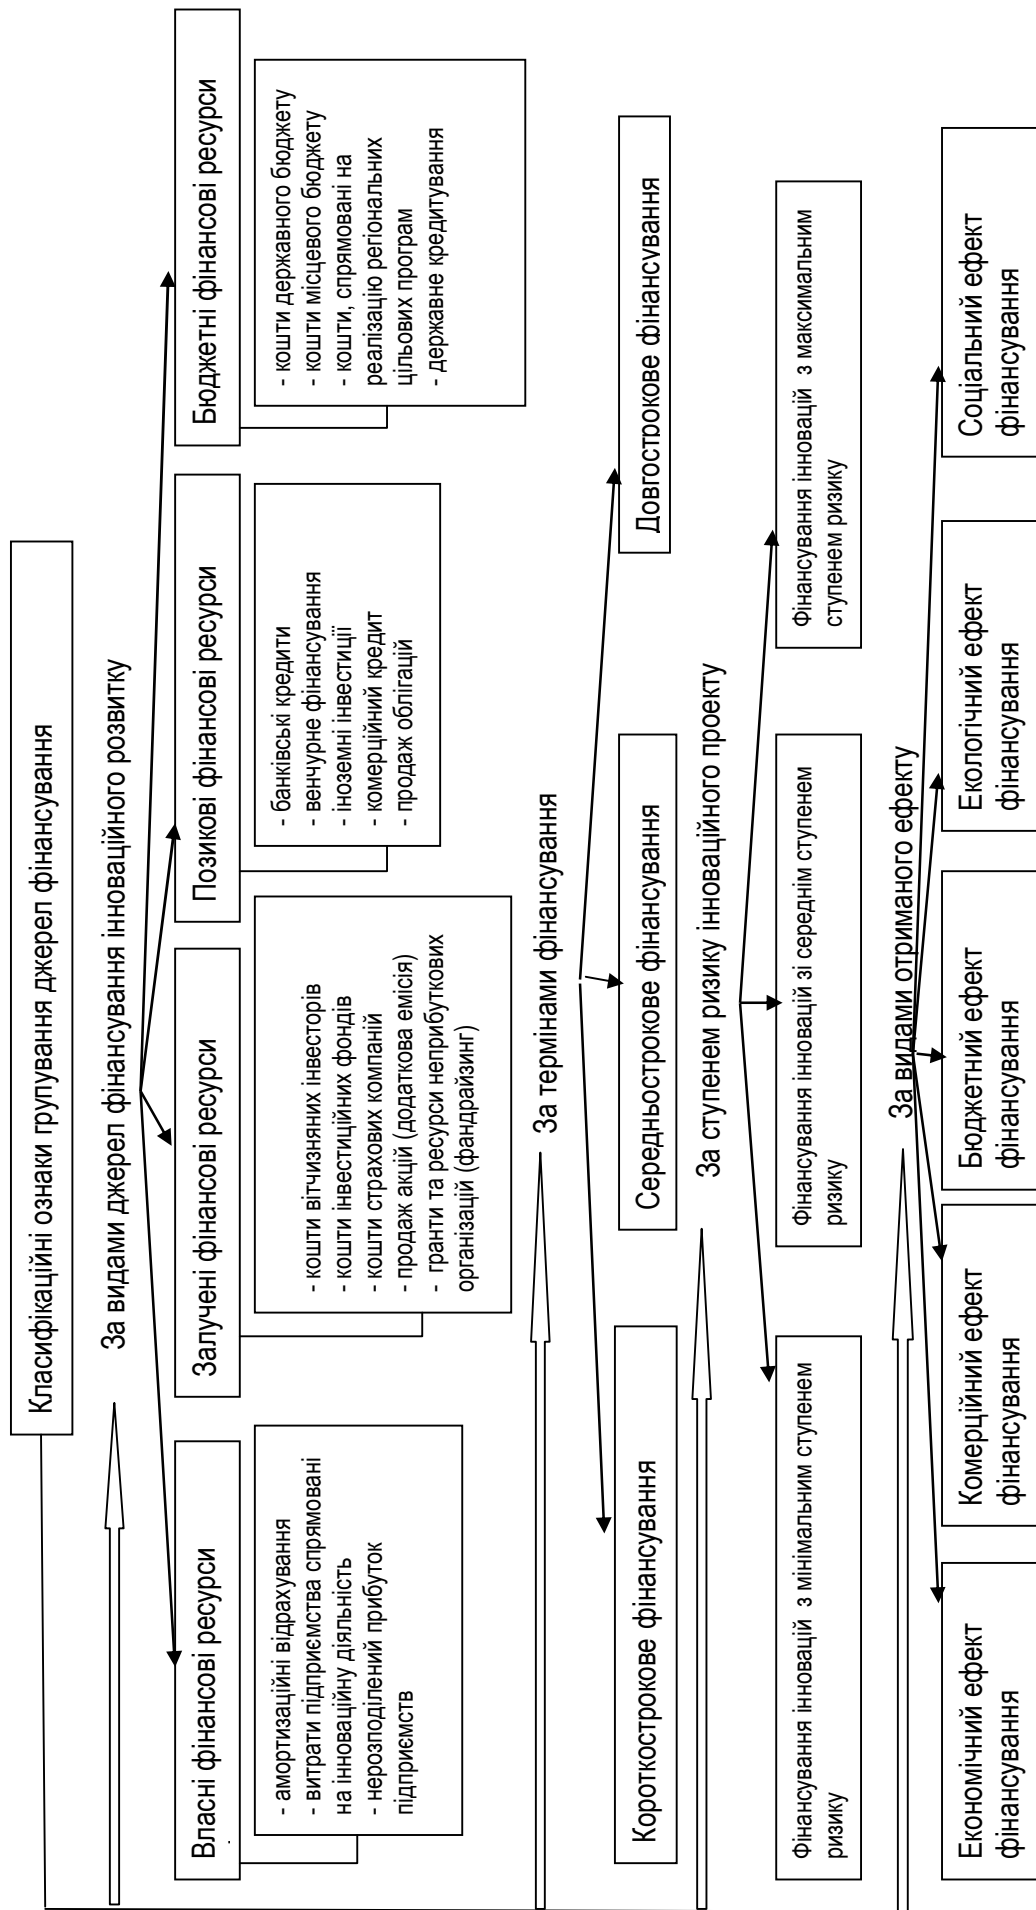 Класифікаційні ознаки групування джерел фінансування
За видами джерел фінансування інноваційного розвитку
Власні фінансові ресурси
.
- амортизаційні відрахування
- витрати підприємства спрямовані
на інноваційну діяльність
- нерозподілений прибуток
підприємств
Залучені фінансові ресурси
- кошти вітчизняних інвесторів
- кошти інвестиційних фондів
- кошти страхових компаній
- продаж акцій (додаткова емісія)
- гранти та ресурси неприбуткових
організацій (фандрайзинг)
Позикові фінансові ресурси
- банківські кредити
- венчурне фінансування
- іноземні інвестиції
- комерційний кредит
- продаж облігацій
Бюджетні фінансові ресурси
- кошти державного бюджету
- кошти місцевого бюджету
- кошти, спрямовані на
реалізацію регіональних
цільових програм
- державне кредитування
За термінами фінансування
Короткострокове фінансування
Середньострокове фінансування
Довгострокове фінансування
За ступенем ризику інноваційного проекту
Фінансування інновацій з мінімальним ступенем
ризику
Фінансування інновацій зі середнім ступенем
ризику
Фінансування інновацій з максимальним
ступенем ризику
За видами отриманого ефекту
Економічний ефект
фінансування
Комерційний ефект
фінансування
Бюджетний ефект
фінансування
Екологічний ефект
фінансування
Соціальний ефект
фінансування